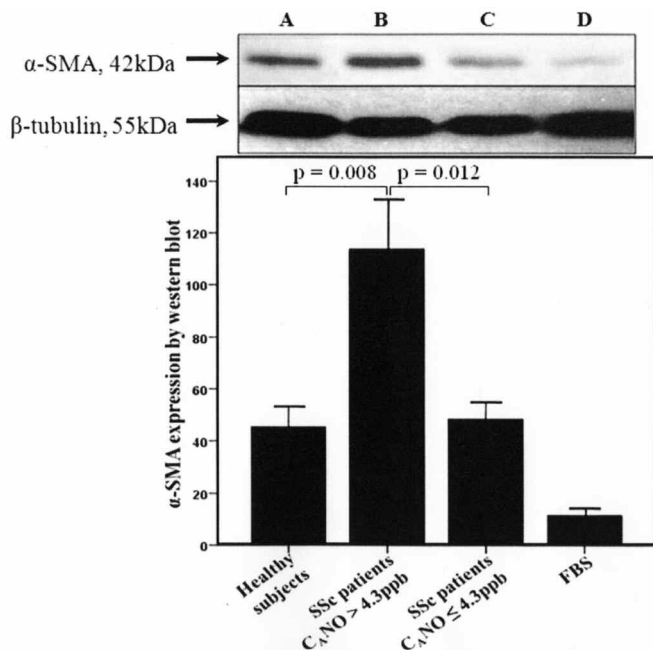 A B C D
α-SMA, 42kDa
β-tubulin, 55kDa
p = 0.008 p = 0.012
α-SMA expression by western blot
140
120
100
80
60
40
20
0
Healthy
subjects
SSc patients
CANO > 4.3ppb
SSc patients
CANO ≤ 4.3ppb
FBS